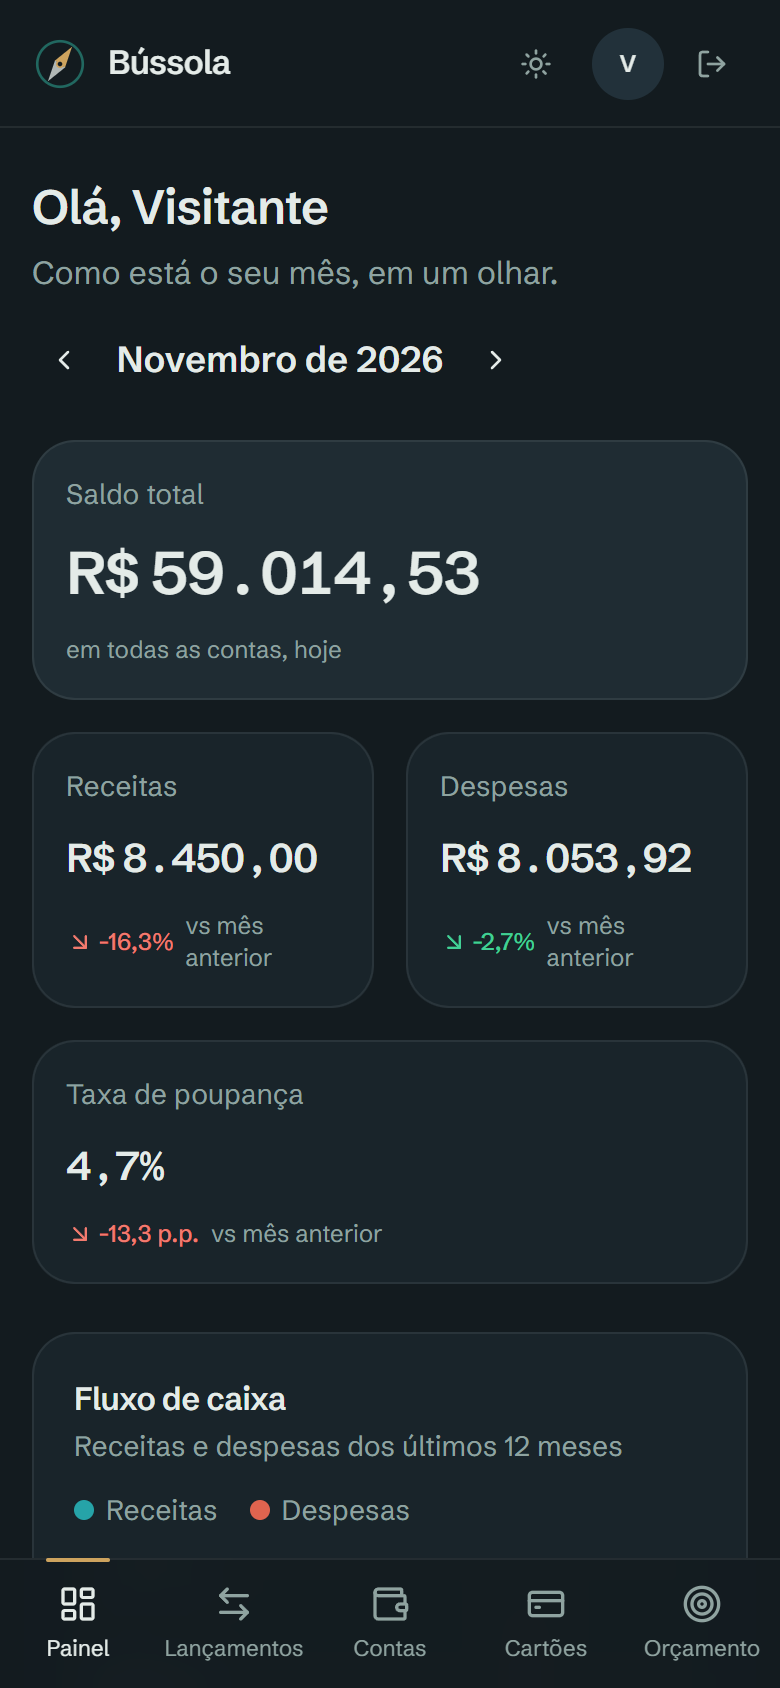 Bússola
V
Olá, Visitante
Como está o seu mês, em um olhar.
Novembro de 2026
Saldo total
R$ 59.014,53
em todas as contas, hoje
Receitas
R$ 8.450,00
-16,3% vs mês
anterior
Despesas
R$ 8.053,92
-2,7% vs mês
anterior
Taxa de poupança
4,7%
-13,3 p.p. vs mês anterior
Fluxo de caixa
Receitas e despesas dos últimos 12 meses
Receitas Despesas
Painel Lançamentos Contas Cartões Orçamento